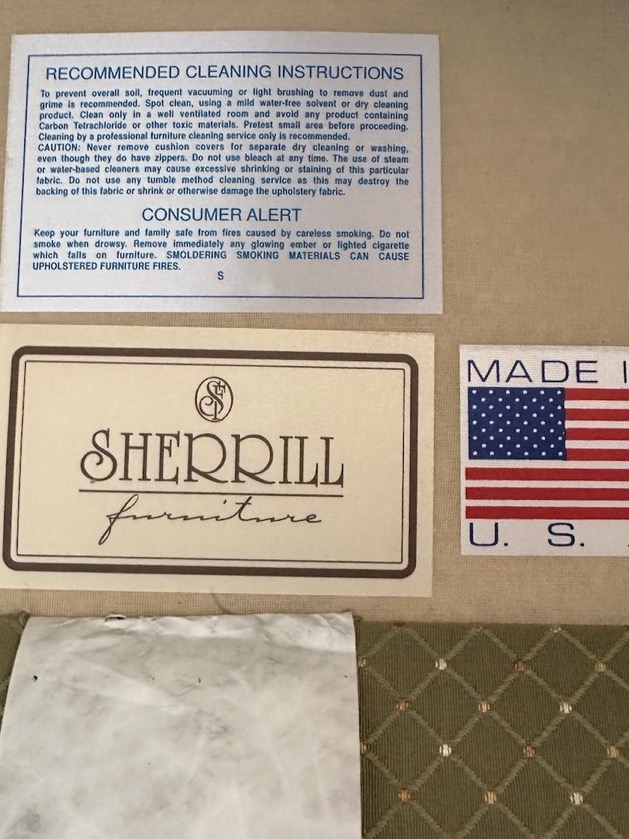 RECOMMENDED CLEANING INSTRUCTIONS
To prevent overall soil, frequent vacuuming or light brushing to remove dust and
grime is recommended. Spot clean, using a mild water-free solvent or dry cleaning
product. Clean only in a well ventilated room and avoid any product containing
Carbon Tetrachloride or other toxic materials. Pretest small area before proceeding.
Cleaning by a professional furniture cleaning service only is recommended.
CAUTION: Never remove cushion covers for separate dry cleaning or washing,
even though they do have zippers. Do not use bleach at any time. The use of steam
or water-based cleaners may cause excessive shrinking or staining of this particular
fabric. Do not use any tumble method cleaning service as this may destroy the
backing of this fabric or shrink or otherwise damage the upholstery fabric.
CONSUMER ALERT
Keep your furniture and family safe from fires caused by careless smoking. Do not
smoke when drowsy. Remove immediately any glowing ember or lighted cigarette
which falls on furniture. SMOLDERING SMOKING MATERIALS CAN CAUSE
UPHOLSTERED FURNITURE FIRES.
S
SHERRILL
furniture
MADE I
U. S.